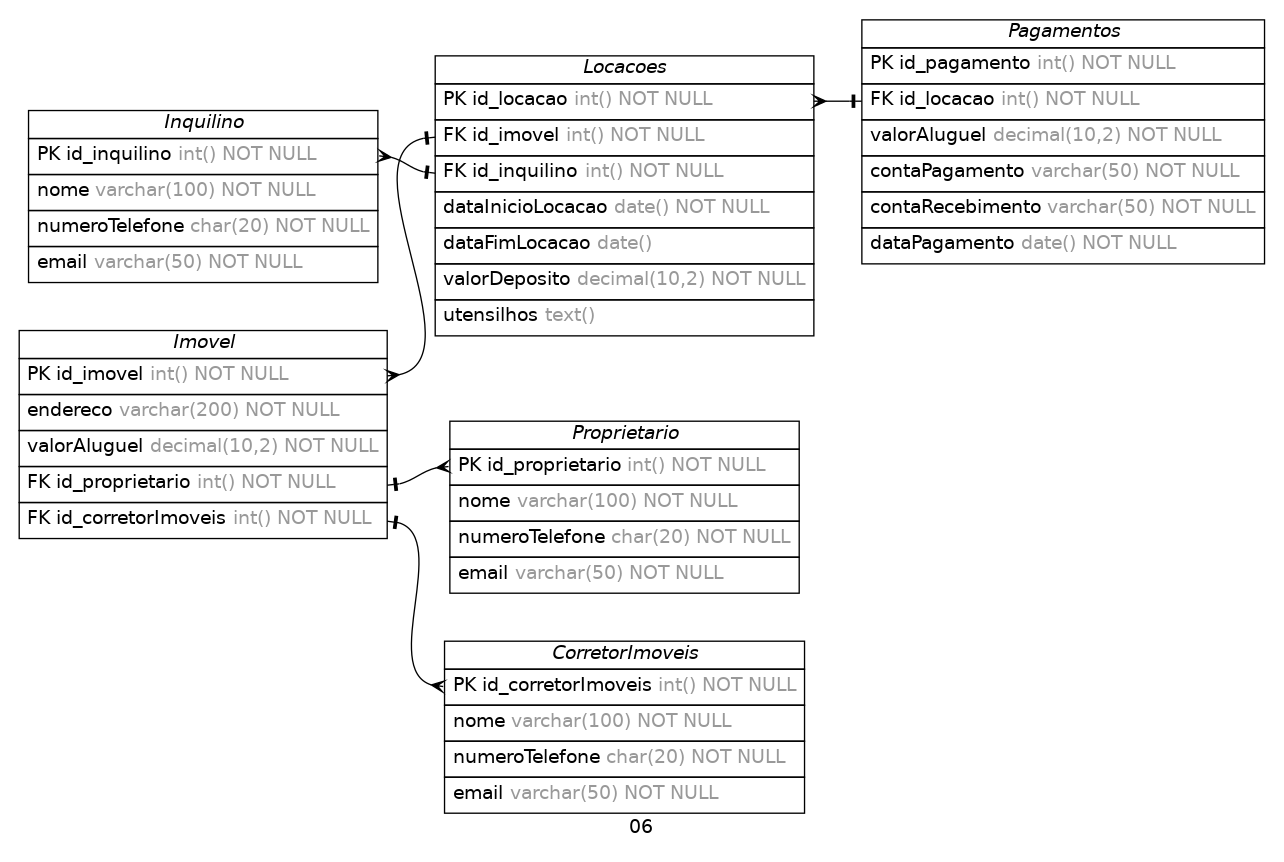 Inquilino
PK id_inquilino int() NOT NULL
nome varchar(100) NOT NULL
numeroTelefone char(20) NOT NULL
email varchar(50) NOT NULL
Imovel
PK id_imovel int() NOT NULL
endereco varchar(200) NOT NULL
valorAluguel decimal(10,2) NOT NULL
FK id_proprietario int() NOT NULL
FK id_corretorImoveis int() NOT NULL
Locacoes
PK id_locacao int() NOT NULL
FK id_imovel int() NOT NULL
FK id_inquilino int() NOT NULL
dataInicioLocacao date() NOT NULL
dataFimLocacao date()
valorDeposito decimal(10,2) NOT NULL
utensilhos text()
Proprietario
PK id_proprietario int() NOT NULL
nome varchar(100) NOT NULL
numeroTelefone char(20) NOT NULL
email varchar(50) NOT NULL
CorretorImoveis
PK id_corretorImoveis int() NOT NULL
nome varchar(100) NOT NULL
numeroTelefone char(20) NOT NULL
email varchar(50) NOT NULL
Pagamentos
PK id_pagamento int() NOT NULL
FK id_locacao int() NOT NULL
valorAluguel decimal(10,2) NOT NULL
contaPagamento varchar(50) NOT NULL
contaRecebimento varchar(50) NOT NULL
dataPagamento date() NOT NULL
06